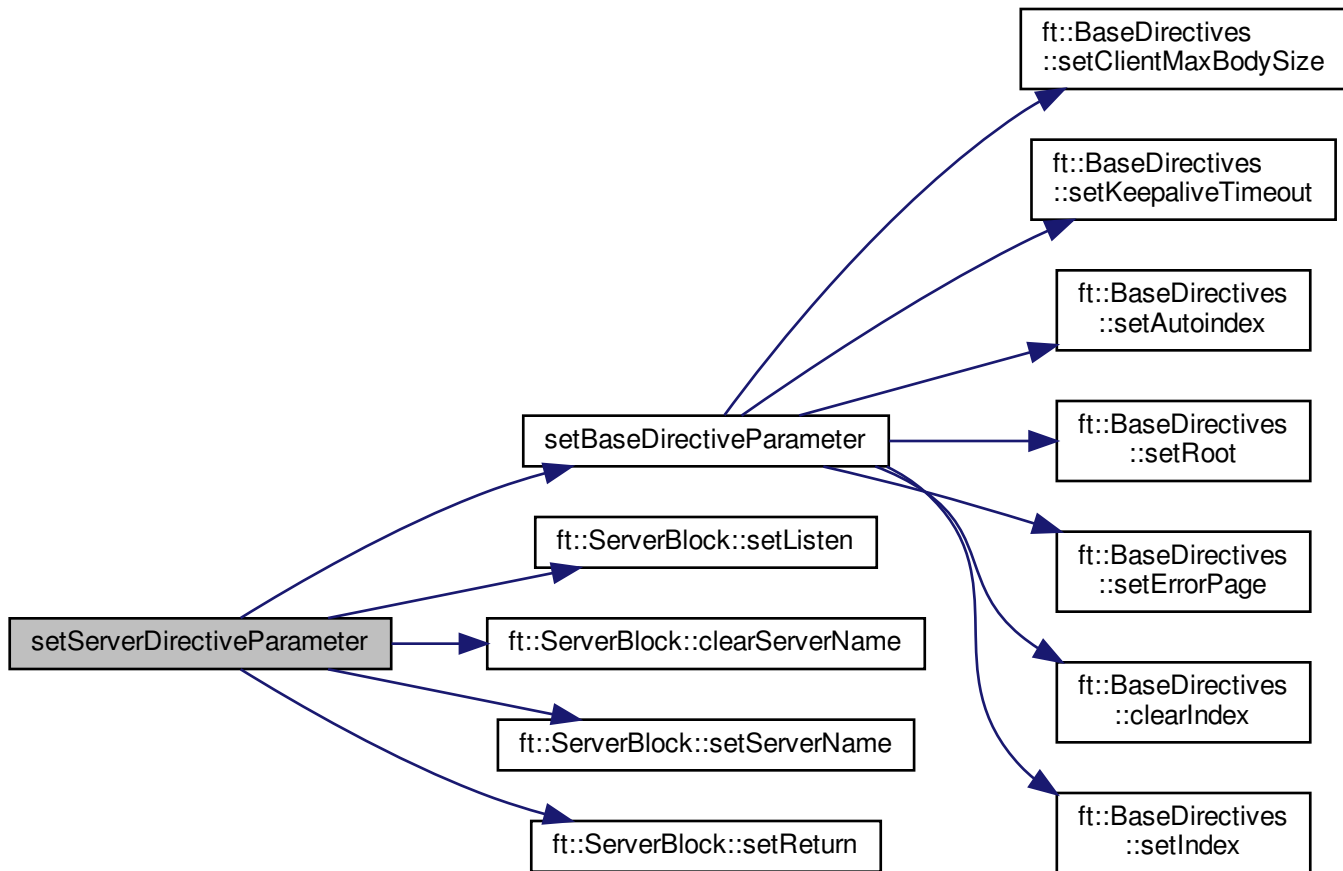 ft::BaseDirectives
::setClientMaxBodySize
ft::BaseDirectives
::setKeepaliveTimeout
ft::BaseDirectives
::setAutoindex
setBaseDirectiveParameter
ft::BaseDirectives
::setRoot
ft::ServerBlock::setListen
ft::BaseDirectives
::setErrorPage
setServerDirectiveParameter
ft::ServerBlock::clearServerName
ft::BaseDirectives
::clearIndex
ft::ServerBlock::setServerName
ft::ServerBlock::setReturn
ft::BaseDirectives
::setIndex